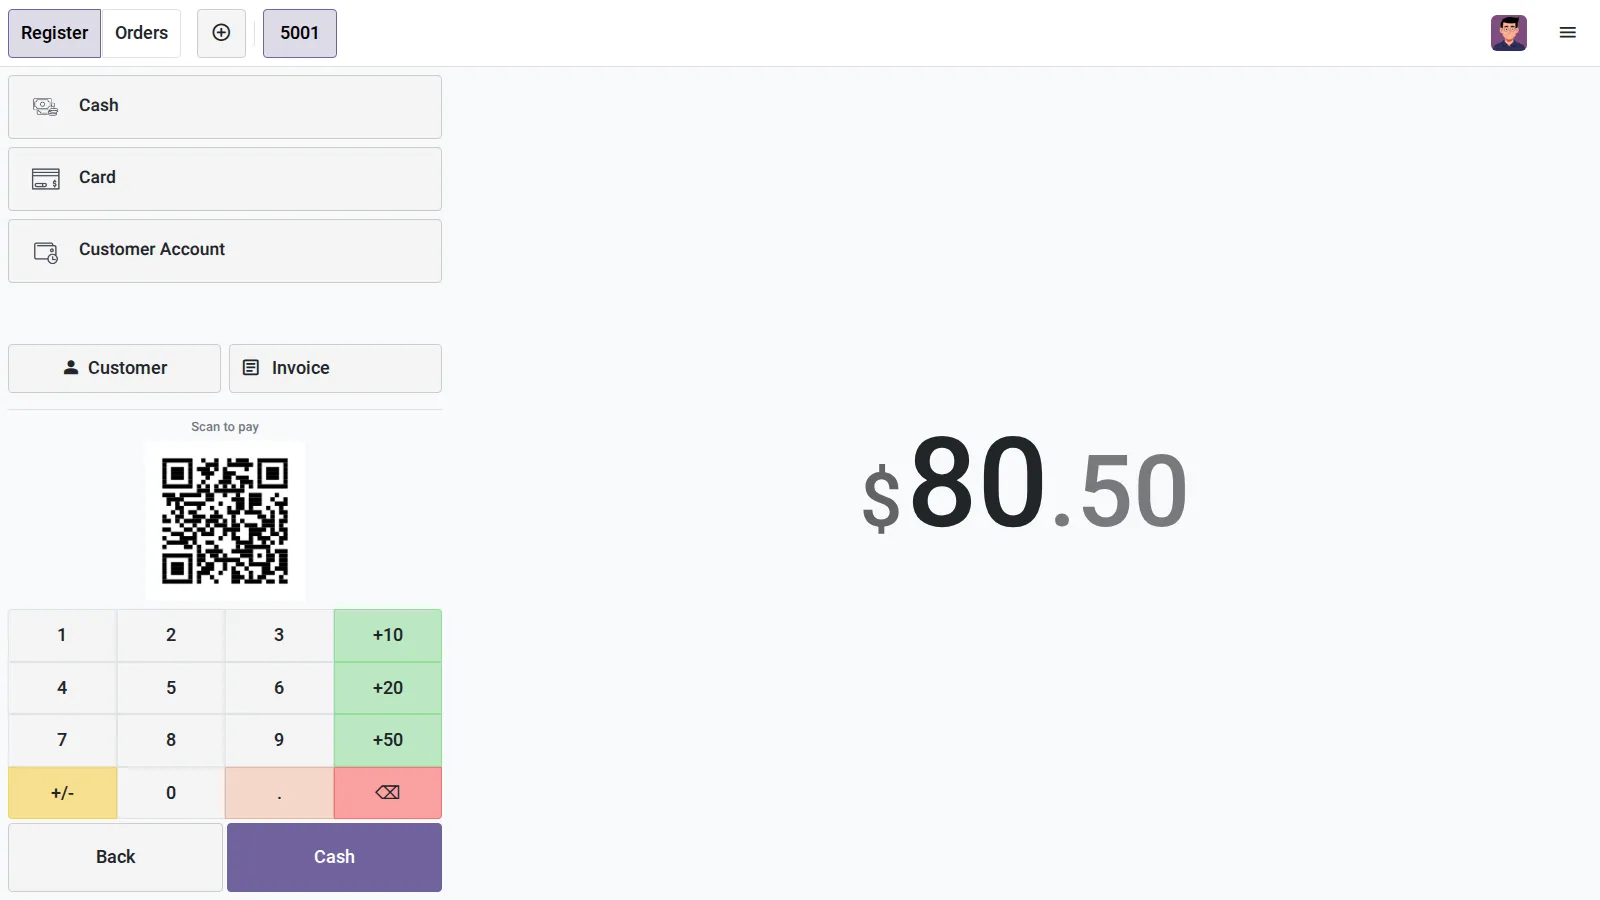 Register Orders 5001
Cash
Card
Customer Account
Customer Invoice
Scan to pay
$80.50
1 2 3 +10
4 5 6 +20
7 8 9 +50
+/- 0 .
Back Cash